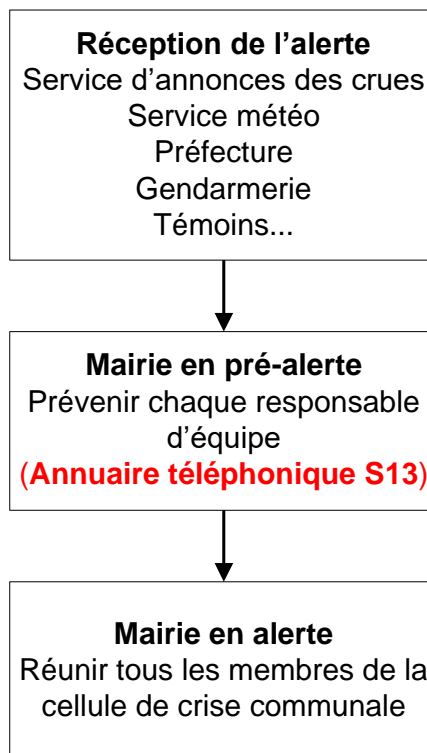 Réception de l’alerte
Service d’annonces des crues
Service météo
Préfecture
Gendarmerie
Témoins...
Mairie en pré-alerte
Prévenir chaque responsable
d’équipe
(Annuaire téléphonique S13)
Mairie en alerte
Réunir tous les membres de la
cellule de crise communale